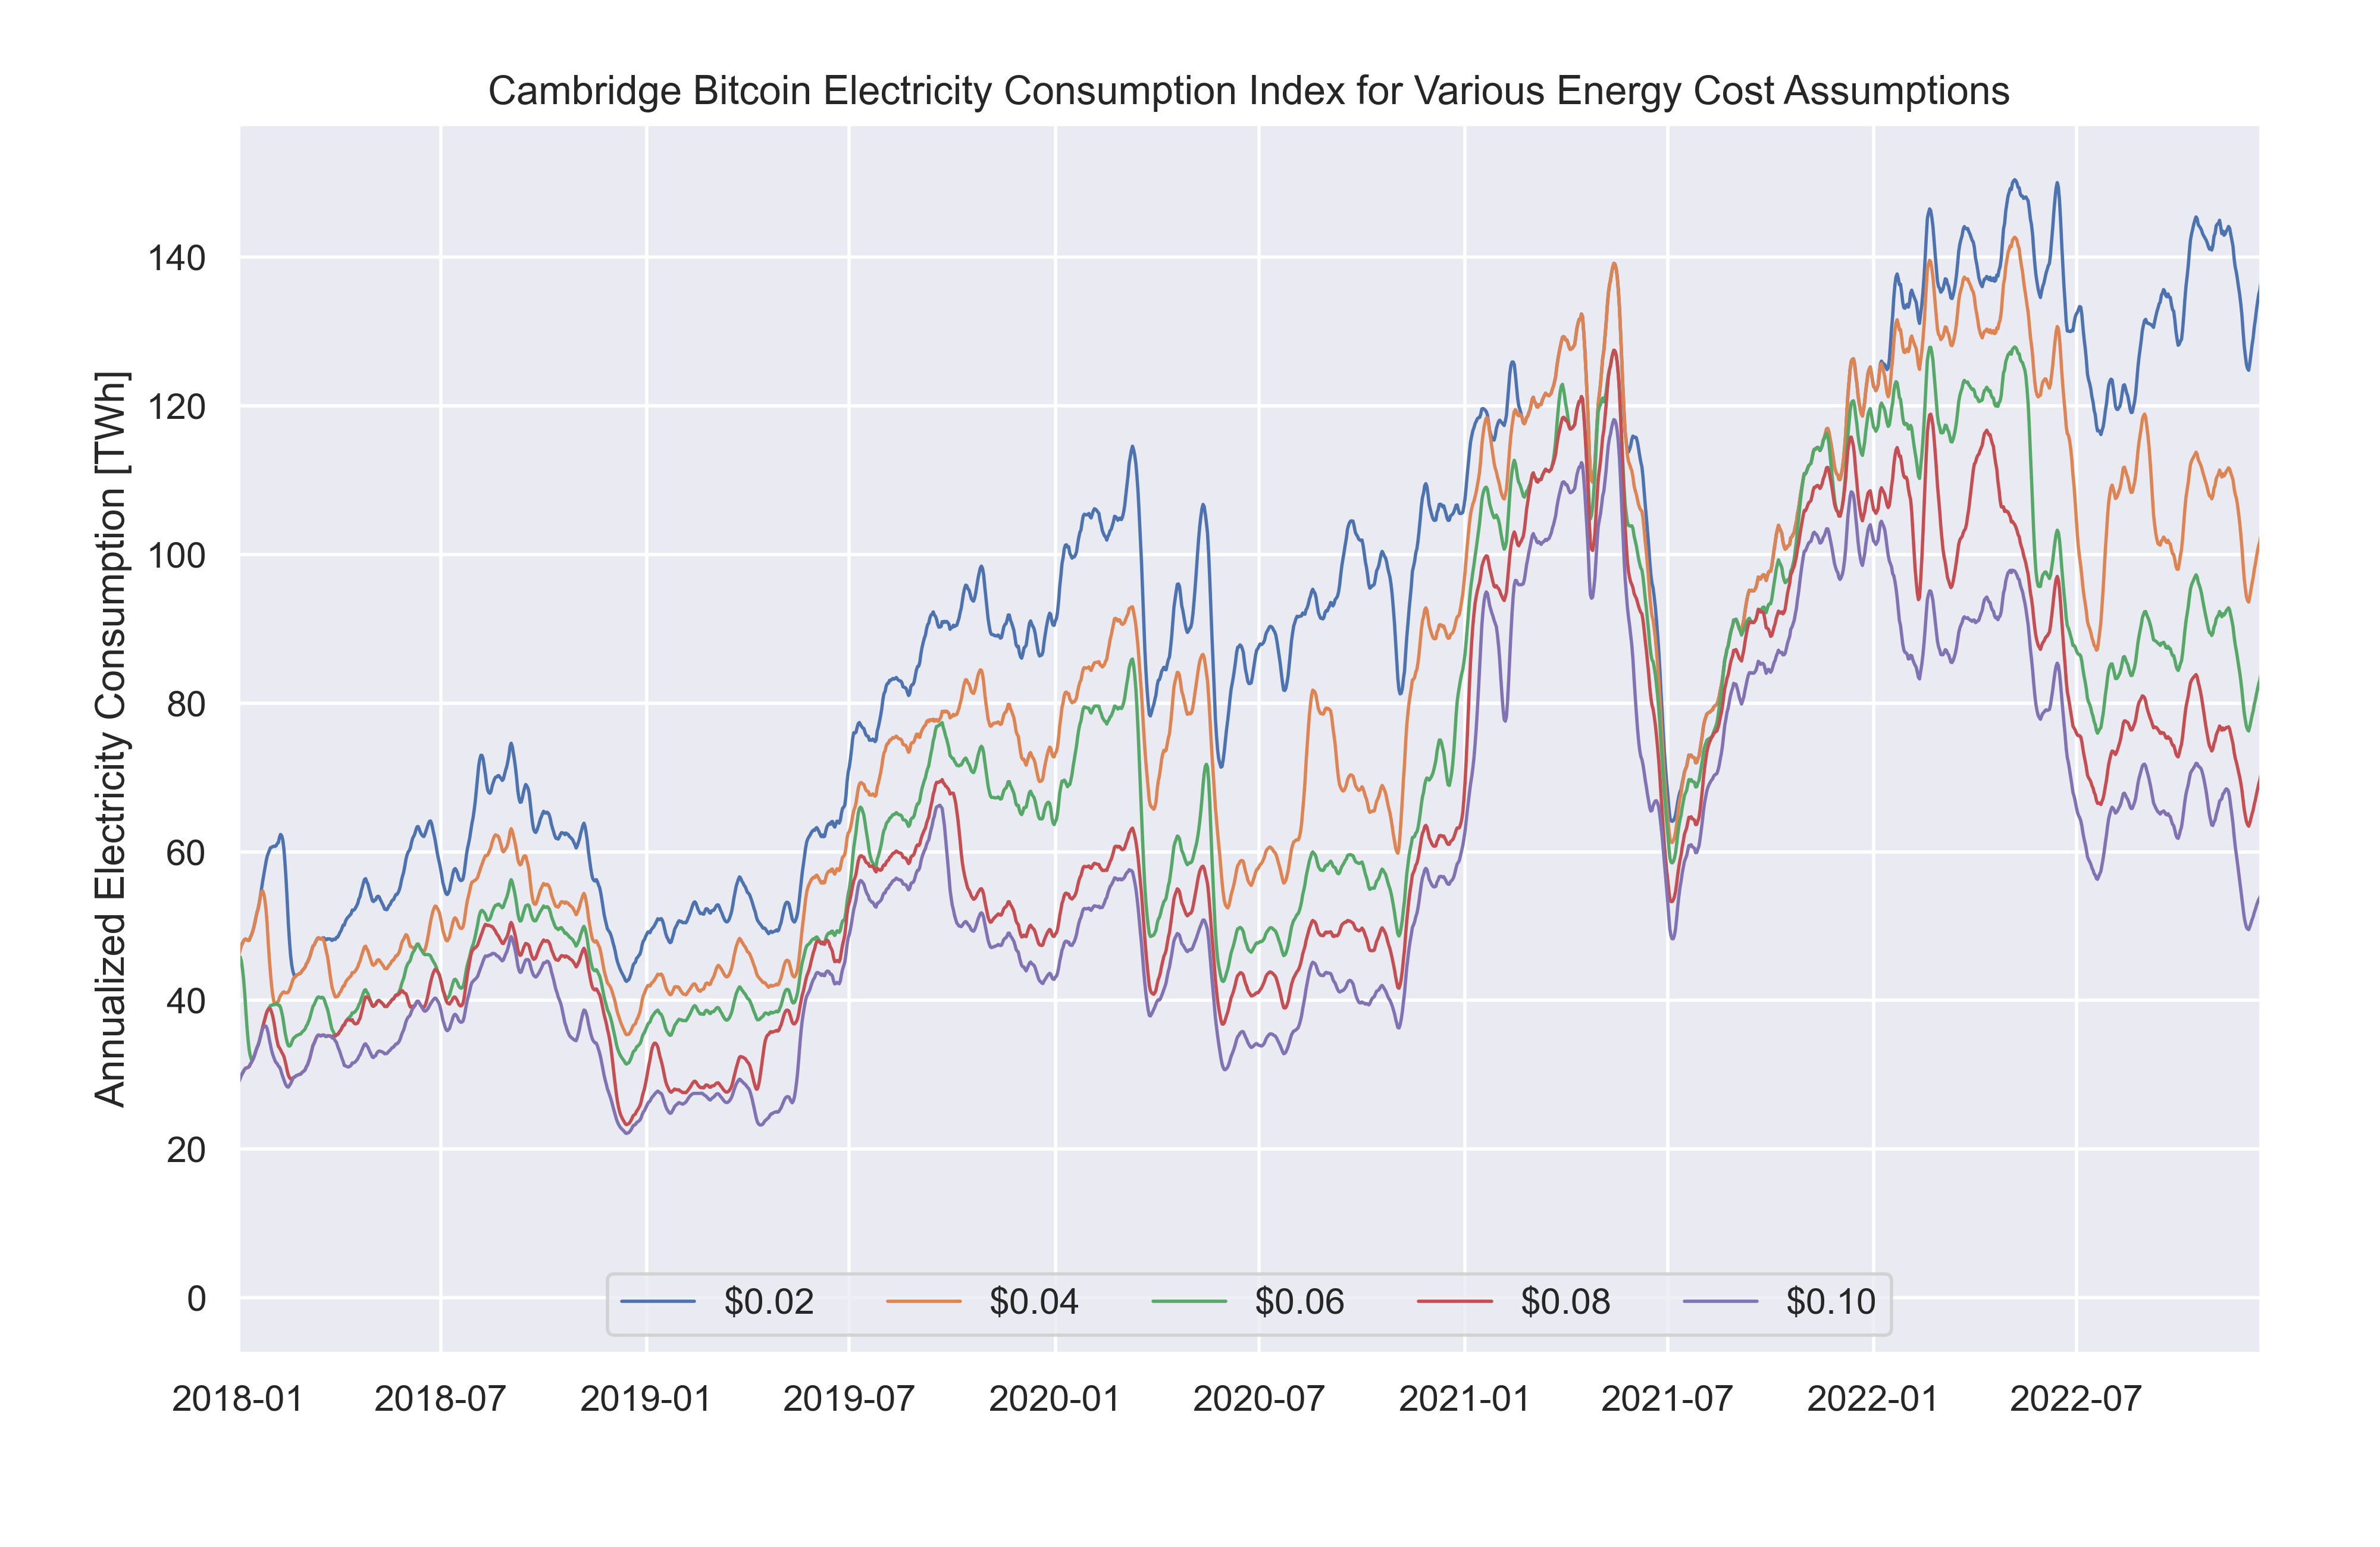 Cambridge Bitcoin Electricity Consumption Index for Various Energy Cost Assumptions
Annualized Electricity Consumption [TWh]
140
120
100
80
60
40
20
0
$0.02 $0.04 $0.06 $0.08 $0.10
2018-01 2018-07 2019-01 2019-07 2020-01 2020-07 2021-01 2021-07 2022-01 2022-07